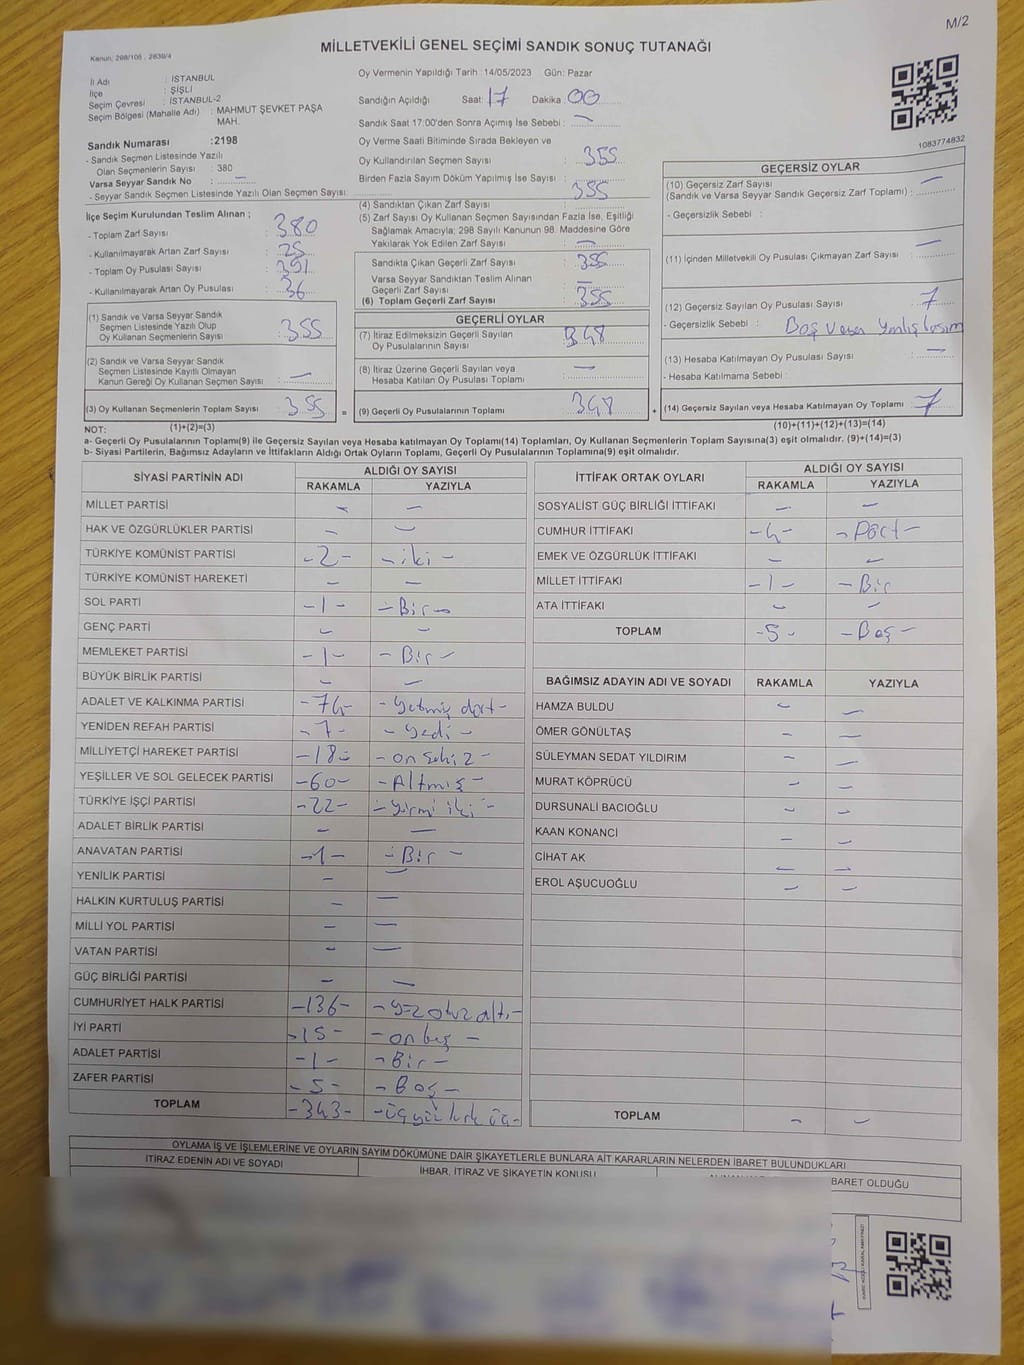 M/2
Kanun; 298/105 , 2839/4
MİLLETVEKİLİ GENEL SEÇİMİ SANDIK SONUÇ TUTANAĞI
İl Adı : İSTANBUL
İlçe : ŞİŞLİ
Seçim Çevresi : İSTANBUL-2
Seçim Bölgesi (Mahalle Adı) : MAHMUT ŞEVKET PAŞA MAH.
Sandık Numarası :2198
- Sandık Seçmen Listesinde Yazılı
Olan Seçmenlerin Sayısı : 380
Varsa Seyyar Sandık No : —
- Seyyar Sandık Seçmen Listesinde Yazılı Olan Seçmen Sayısı:
Oy Vermenin Yapıldığı Tarih :14/05/2023 Gün: Pazar
Sandığın Açıldığı Saat: 17 Dakika: 00
Sandık Saat 17:00'den Sonra Açımış İse Sebebi : —
Oy Verme Saati Bitiminde Sırada Bekleyen ve
Oy Kullandırılan Seçmen Sayısı : 355
Birden Fazla Sayım Döküm Yapılmış İse Sayısı :
1083774832
İlçe Seçim Kurulundan Teslim Alınan ;
- Toplam Zarf Sayısı : 380
- Kullanılmayarak Artan Zarf Sayısı : 25
- Toplam Oy Pusulası Sayısı : 391
- Kullanılmayarak Artan Oy Pusulası : 36
(4) Sandıktan Çıkan Zarf Sayısı : 355
(5) Zarf Sayısı Oy Kullanan Seçmen Sayısından Fazla İse, Eşitliği
Sağlamak Amacıyla; 298 Sayılı Kanunun 98. Maddesine Göre
Yakılarak Yok Edilen Zarf Sayısı : —
Sandıkta Çıkan Geçerli Zarf Sayısı : 355
Varsa Seyyar Sandıktan Teslim Alınan
Geçerli Zarf Sayısı : —
(6) Toplam Geçerli Zarf Sayısı : 355
GEÇERSİZ OYLAR
(10) Geçersiz Zarf Sayısı
(Sandık ve Varsa Seyyar Sandık Geçersiz Zarf Toplamı) : —
- Geçersizlik Sebebi :
(11) İçinden Milletvekili Oy Pusulası Çıkmayan Zarf Sayısı : —
(12) Geçersiz Sayılan Oy Pusulası Sayısı : 7
- Geçersizlik Sebebi : Boş veya yanlış basım
(13) Hesaba Katılmayan Oy Pusulası Sayısı : —
- Hesaba Katılmama Sebebi :
(1) Sandık ve Varsa Seyyar Sandık
Seçmen Listesinde Yazılı Olup
Oy Kullanan Seçmenlerin Sayısı : 355
(2) Sandık ve Varsa Seyyar Sandık
Seçmen Listesinde Kayıtlı Olmayan
Kanun Gereği Oy Kullanan Seçmen Sayısı : —
GEÇERLİ OYLAR
(7) İtiraz Edilmeksizin Geçerli Sayılan
Oy Pusulalarının Sayısı : 348
(8) İtiraz Üzerine Geçerli Sayılan veya
Hesaba Katılan Oy Pusulası Toplamı : —
(3) Oy Kullanan Seçmenlerin Toplam Sayısı : 355 = (9) Geçerli Oy Pusulalarının Toplamı : 348 + (14) Geçersiz Sayılan veya Hesaba Katılmayan Oy Toplamı : 7
NOT: (1)+(2)=(3) (10)+(11)+(12)+(13)=(14)
a- Geçerli Oy Pusulalarının Toplamı(9) ile Geçersiz Sayılan veya Hesaba katılmayan Oy Toplamı(14) Toplamları, Oy Kullanan Seçmenlerin Toplam Sayısına(3) eşit olmalıdır. (9)+(14)=(3)
b- Siyasi Partilerin, Bağımsız Adayların ve İttifakların Aldığı Ortak Oyların Toplamı, Geçerli Oy Pusulalarının Toplamına(9) eşit olmalıdır.
SİYASİ PARTİNİN ADI ALDIĞI OY SAYISI
RAKAMLA YAZIYLA
MİLLET PARTİSİ — —
HAK VE ÖZGÜRLÜKLER PARTİSİ — —
TÜRKİYE KOMÜNİST PARTİSİ -2- -iki-
TÜRKİYE KOMÜNİST HAREKETİ — —
SOL PARTİ -1- -Bir-
GENÇ PARTİ — —
MEMLEKET PARTİSİ -1- -Bir-
BÜYÜK BİRLİK PARTİSİ — —
ADALET VE KALKINMA PARTİSİ -74- -Yetmiş dört-
YENİDEN REFAH PARTİSİ -7- -yedi-
MİLLİYETÇİ HAREKET PARTİSİ -18- -on sekiz-
YEŞİLLER VE SOL GELECEK PARTİSİ -60- -Altmış-
TÜRKİYE İŞÇİ PARTİSİ -22- -yirmi iki-
ADALET BİRLİK PARTİSİ — —
ANAVATAN PARTİSİ -1- -Bir-
YENİLİK PARTİSİ — —
HALKIN KURTULUŞ PARTİSİ — —
MİLLİ YOL PARTİSİ — —
VATAN PARTİSİ — —
GÜÇ BİRLİĞİ PARTİSİ — —
CUMHURİYET HALK PARTİSİ -136- -yüz otuz altı-
İYİ PARTİ -15- -on beş-
ADALET PARTİSİ -1- -Bir-
ZAFER PARTİSİ -5- -Beş-
TOPLAM -343- -üçyüz kırk üç-
İTTİFAK ORTAK OYLARI ALDIĞI OY SAYISI
RAKAMLA YAZIYLA
SOSYALİST GÜÇ BİRLİĞİ İTTİFAKI — —
CUMHUR İTTİFAKI -4- -Dört-
EMEK VE ÖZGÜRLÜK İTTİFAKI — —
MİLLET İTTİFAKI -1- -Bir
ATA İTTİFAKI — —
TOPLAM -5- -Beş-
BAĞIMSIZ ADAYIN ADI VE SOYADI RAKAMLA YAZIYLA
HAMZA BULDU — —
ÖMER GÖNÜLTAŞ — —
SÜLEYMAN SEDAT YILDIRIM — —
MURAT KÖPRÜCÜ — —
DURSUNALİ BACIOĞLU — —
KAAN KONANCİ — —
CİHAT AK — —
EROL AŞUCUOĞLU — —
TOPLAM — —
OYLAMA İŞ VE İŞLEMLERİNE VE OYLARIN SAYIM DÖKÜMÜNE DAİR ŞİKAYETLERLE BUNLARA AİT KARARLARIN NELERDEN İBARET BULUNDUKLARI
İTİRAZ EDENİN ADI VE SOYADI İHBAR, İTİRAZ VE ŞİKAYETİN KONUSU BARET OLDUĞU